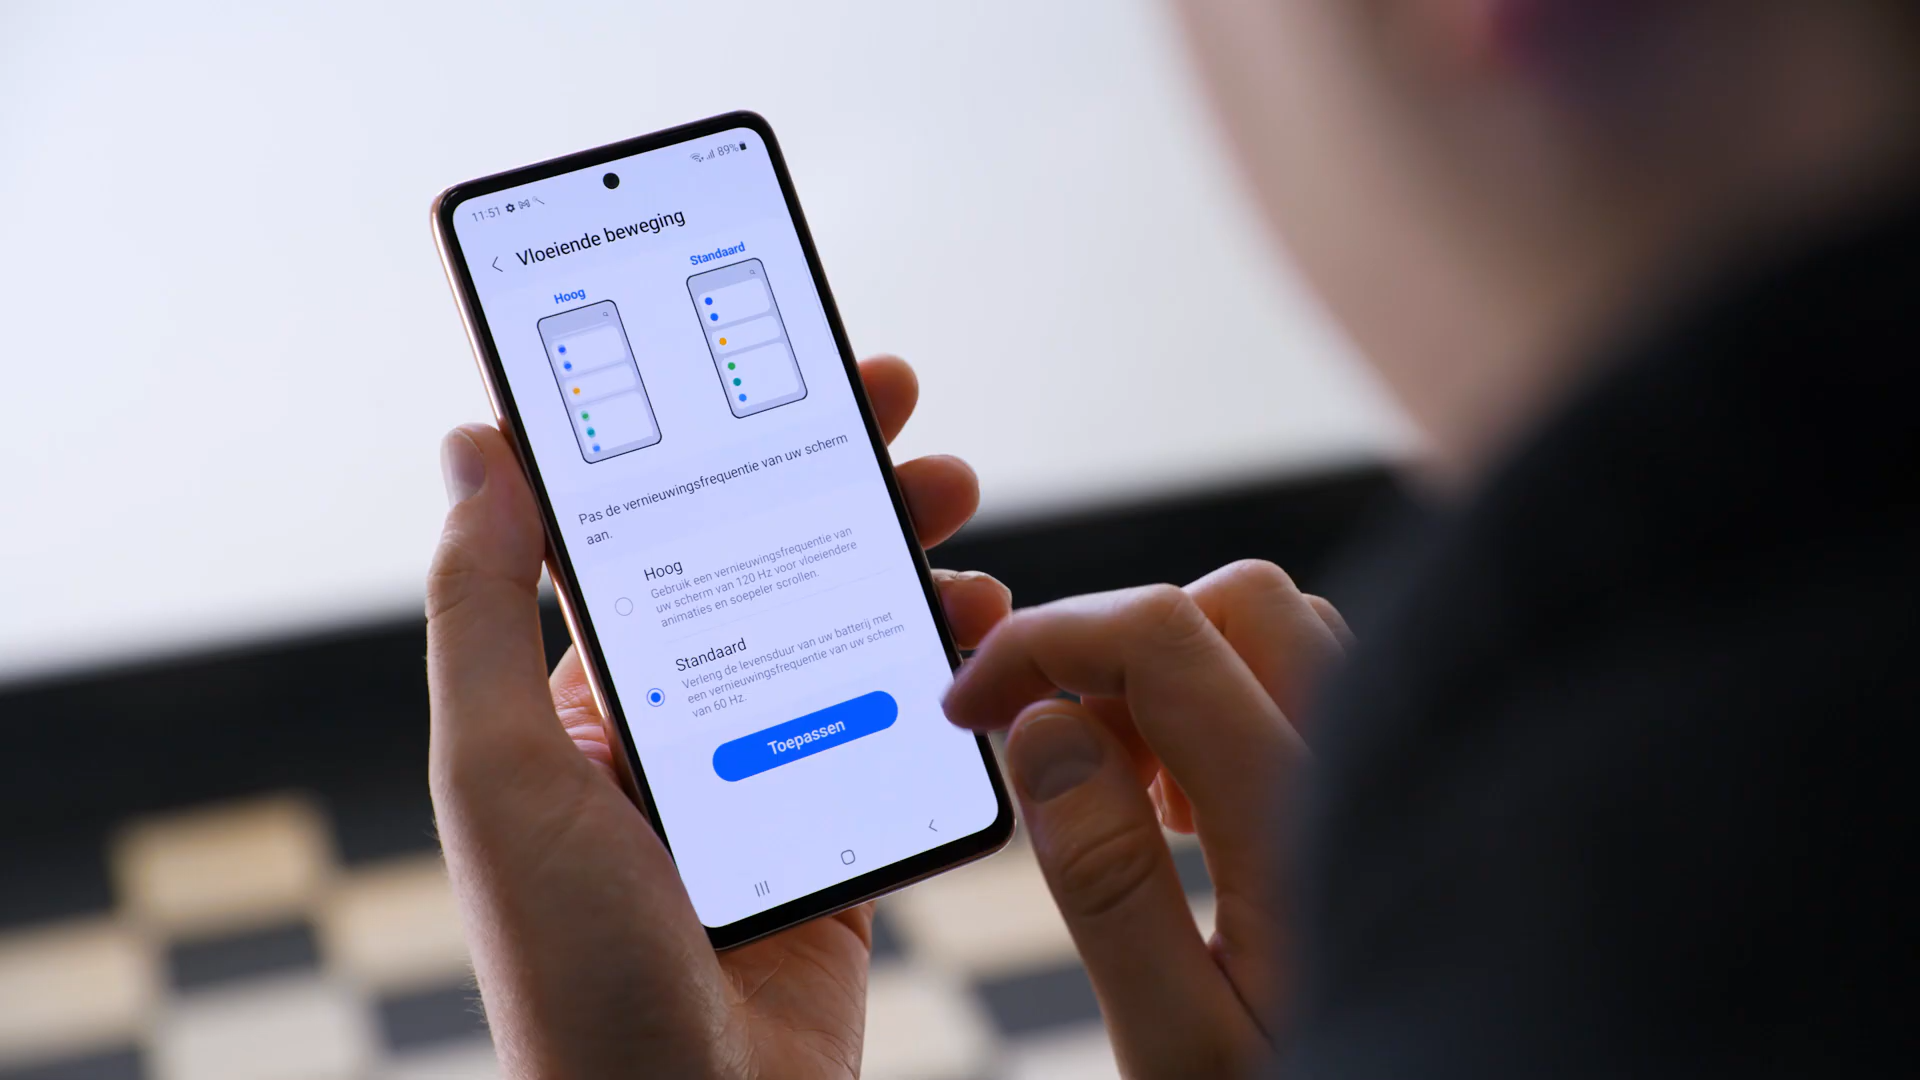 11:51
89%
Vloeiende beweging
Hoog
Standaard
Pas de vernieuwingsfrequentie van uw scherm
aan.
Hoog
Gebruik een vernieuwingsfrequentie van
uw scherm van 120 Hz voor vloeiendere
animaties en soepeler scrollen.
Standaard
Verleng de levensduur van uw batterij met
een vernieuwingsfrequentie van uw scherm
van 60 Hz.
Toepassen